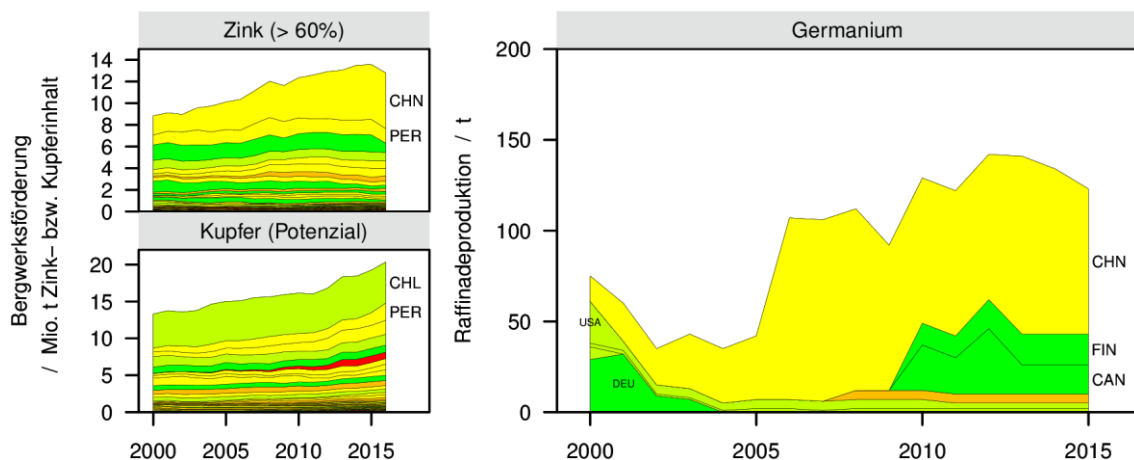 Zink (> 60%)
14
12
10
8
6
4
2
0
CHN
PER
Kupfer (Potenzial)
20
15
10
5
0
CHL
PER
2000 2005 2010 2015
Bergwerksförderung
/ Mio. t Zink– bzw. Kupferinhalt
Germanium
200
150
100
50
0
Raffinadeproduktion / t
USA
DEU
CHN
FIN
CAN
2000 2005 2010 2015